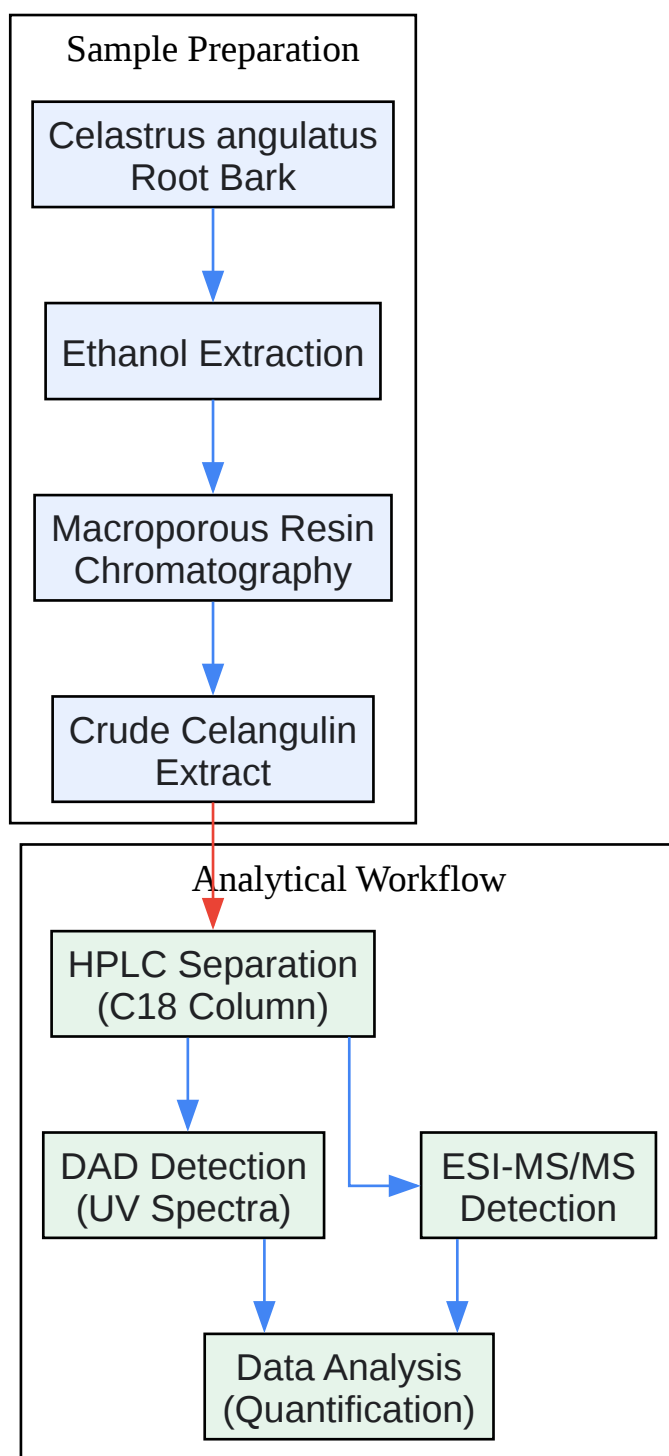 Sample Preparation
Celastrus angulatus
Root Bark
Ethanol Extraction
Macroporous Resin
Chromatography
Crude Celangulin
Extract
Analytical Workflow
HPLC Separation
(C18 Column)
DAD Detection
(UV Spectra)
ESI-MS/MS
Detection
Data Analysis
(Quantification)